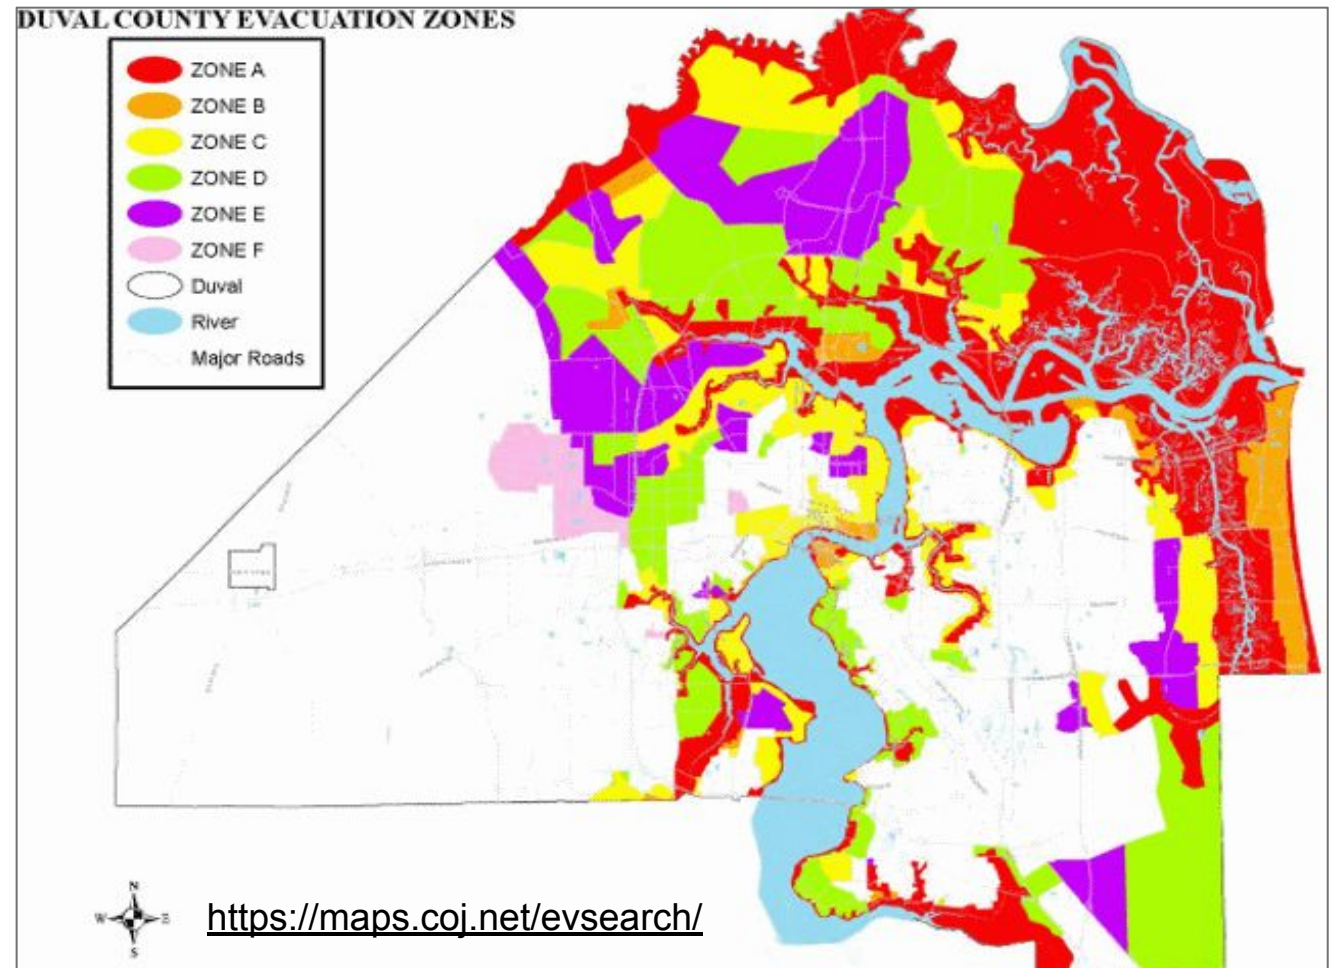 DUVAL COUNTY EVACUATION ZONES
ZONE A
ZONE B
ZONE C
ZONE D
ZONE E
ZONE F
Duval
River
Major Roads
N
W E
S
https://maps.coj.net/evsearch/